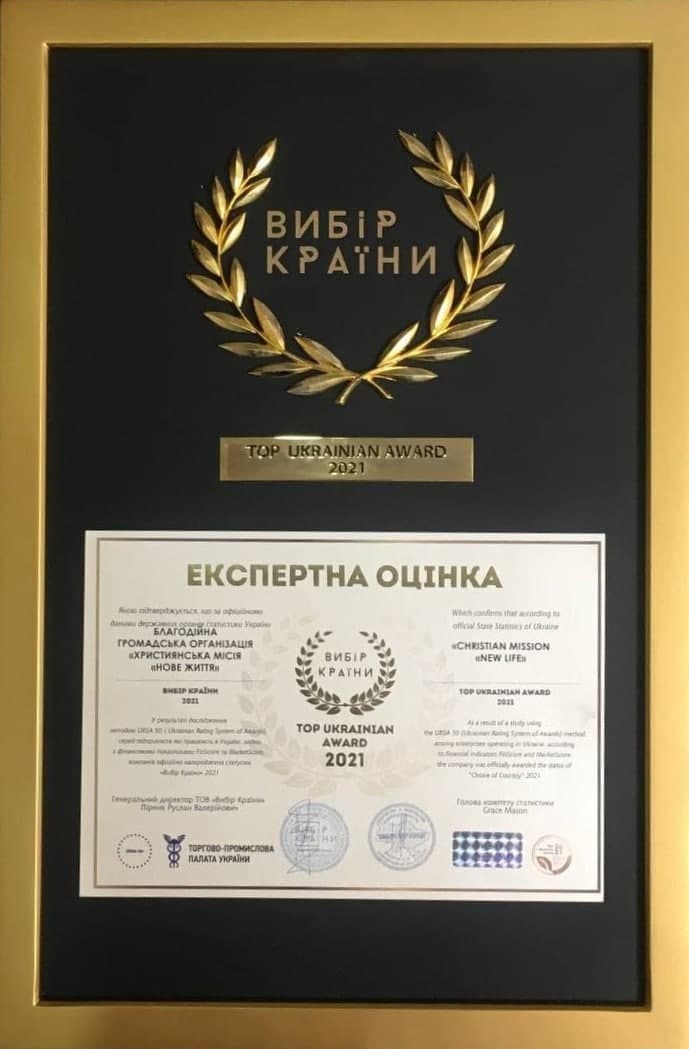 ВИБІР
КРАЇНИ
TOP UKRAINIAN AWARD
2021
ЕКСПЕРТНА ОЦІНКА
Якою підтверджується, що за офіційними
даними державних органів статистики України
БЛАГОДІЙНА
ГРОМАДСЬКА ОРГАНІЗАЦІЯ
«ХРИСТИЯНСЬКА МІСІЯ
«НОВЕ ЖИТТЯ»
ВИБІР КРАЇНИ
2021
У результаті дослідження
методом URSA 50 ( Ukrainian Rating System of Awards)
серед підприємств які працюють в Україні, згідно
з фінансовими показниками FinScore та MarketScore,
компанія офіційно нагороджена статусом
«Вибір Країни» 2021
Генеральний директор ТОВ «Вибір Країни»
Руслан Валерійович
ВИБІР
КРАЇНИ
TOP UKRAINIAN
AWARD
2021
Which confirms that according to
official State Statistics of Ukraine
«CHRISTIAN MISSION
«NEW LIFE»
TOP UKRAINIAN AWARD
2021
As a result of a study using
the URSA 50 (Ukrainian Rating System of Awards) method
among enterprises operating in Ukraine, according
to financial indicators FinScore and MarketScore
the company was officially awarded the status of
"Choice of Country" 2021
Голова комітету статистики
Grace Mason
ТОРГОВО-ПРОМИСЛОВА
ПАЛАТА УКРАЇНИ
ВИБІР
КРАЇНИ